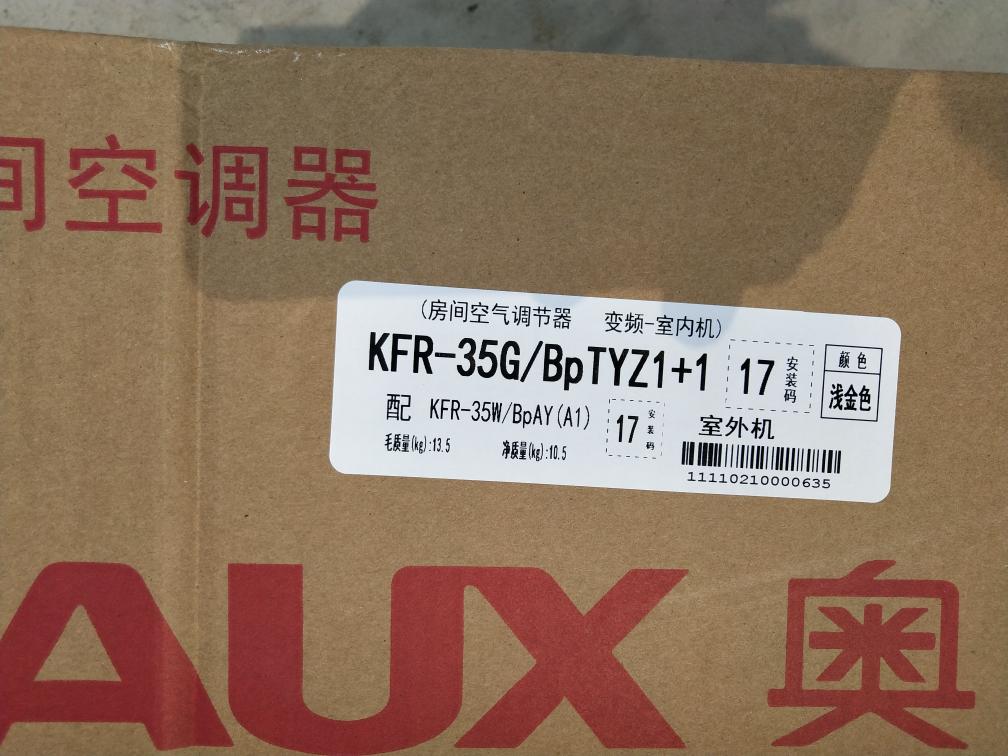 间空调器
(房间空气调节器 变频-室内机)
KFR-35G/BpTYZ1+1
17
安装码
颜色
浅金色
配 KFR-35W/BpAY(A1)
17
安装码
室外机
毛质量(kg):13.5
净质量(kg):10.5
11110210000635
AUX 奥